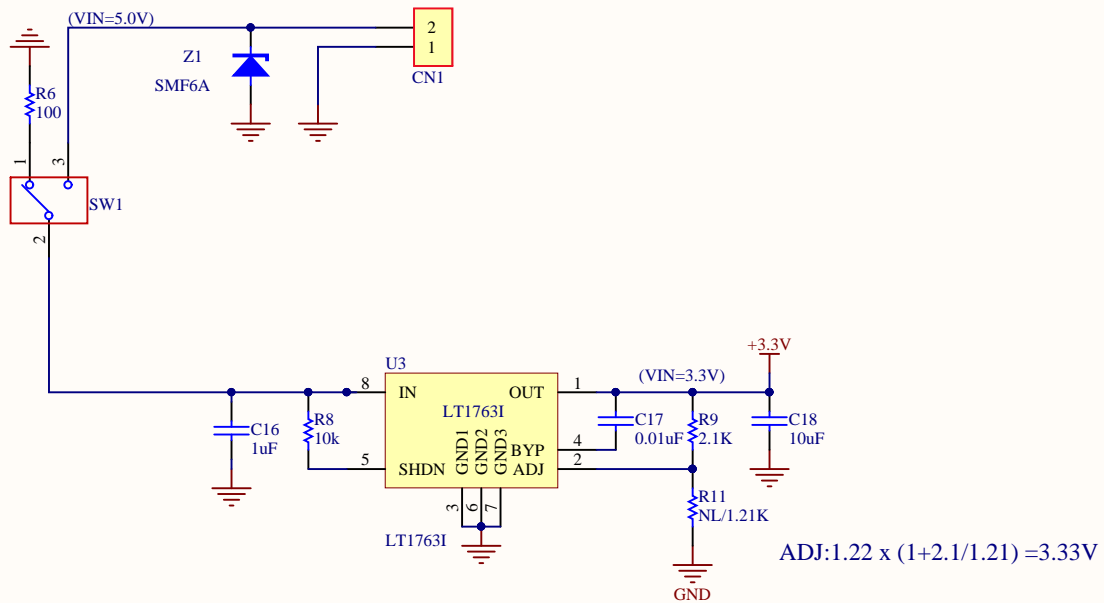 (VIN=5.0V)
2
1
CN1
Z1
SMF6A
R6
100
1
3
SW1
2
+3.3V
U3
(VIN=3.3V)
8
IN
OUT
1
LT1763I
R8
10k
C16
1uF
C17
0.01uF
R9
2.1K
C18
10uF
GND1
GND2
GND3
BYP
4
5
SHDN
ADJ
2
3
6
7
R11
NL/1.21K
LT1763I
ADJ:1.22 x (1+2.1/1.21) =3.33V
GND